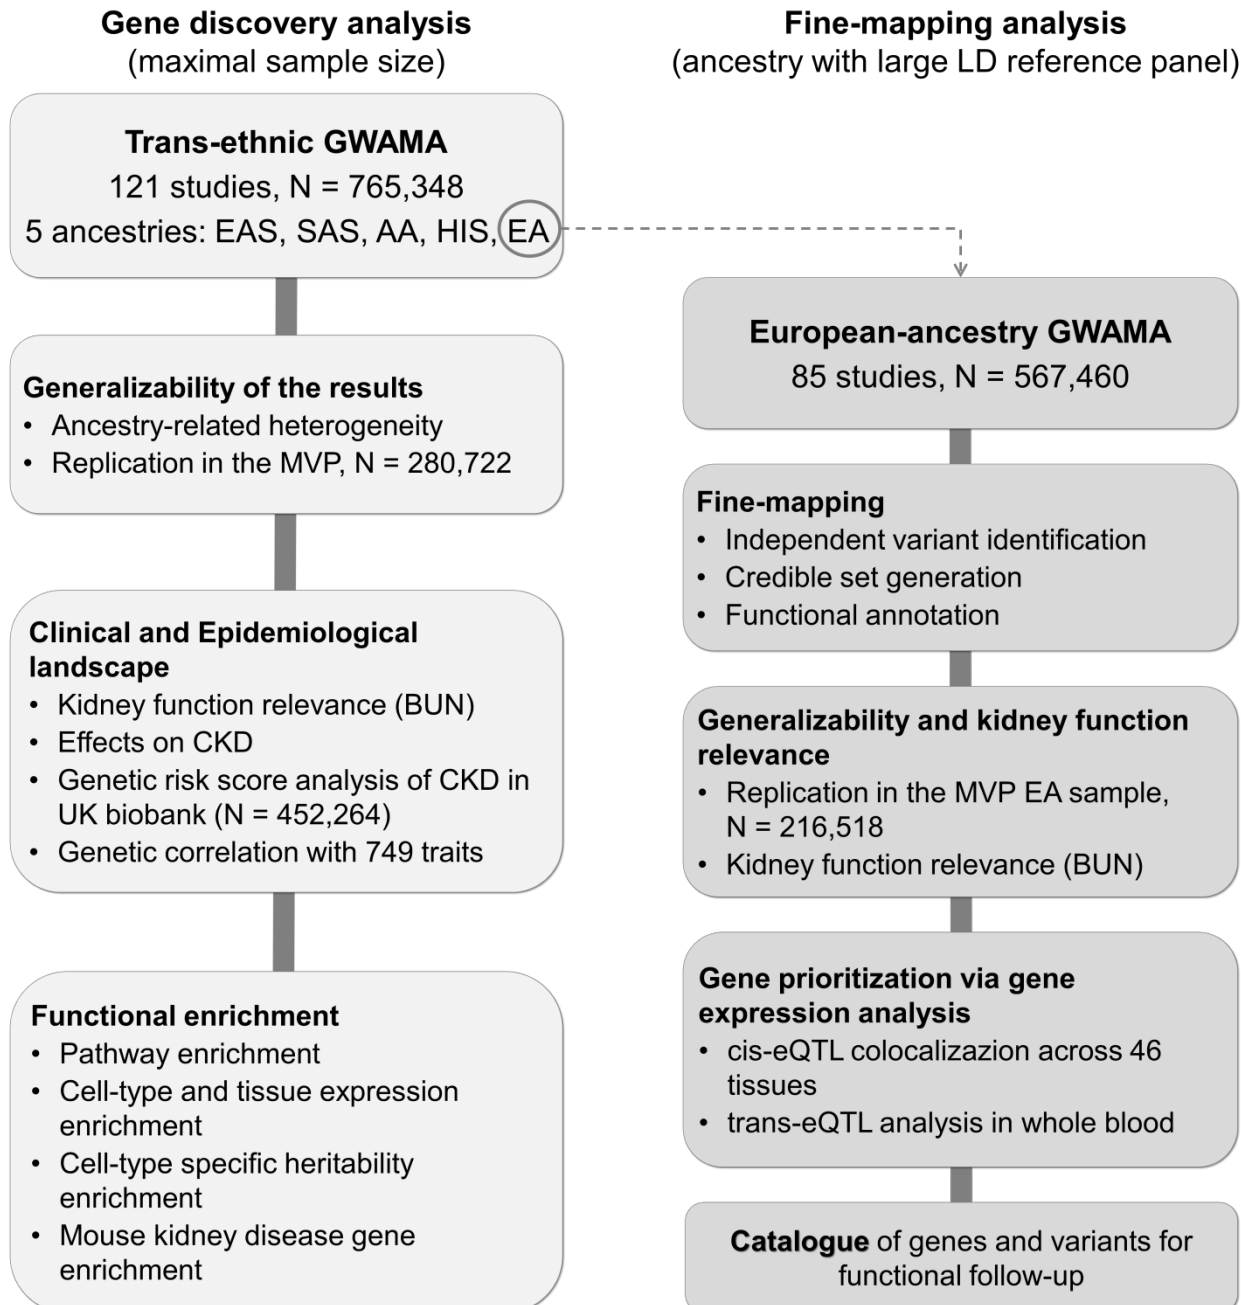 Gene discovery analysis
(maximal sample size)
Trans-ethnic GWAMA
121 studies, N = 765,348
5 ancestries: EAS, SAS, AA, HIS, EA
Generalizability of the results
• Ancestry-related heterogeneity
• Replication in the MVP, N = 280,722
Clinical and Epidemiological
landscape
• Kidney function relevance (BUN)
• Effects on CKD
• Genetic risk score analysis of CKD in
UK biobank (N = 452,264)
• Genetic correlation with 749 traits
Functional enrichment
• Pathway enrichment
• Cell-type and tissue expression
enrichment
• Cell-type specific heritability
enrichment
• Mouse kidney disease gene
enrichment
Fine-mapping analysis
(ancestry with large LD reference panel)
European-ancestry GWAMA
85 studies, N = 567,460
Fine-mapping
• Independent variant identification
• Credible set generation
• Functional annotation
Generalizability and kidney function
relevance
• Replication in the MVP EA sample,
N = 216,518
• Kidney function relevance (BUN)
Gene prioritization via gene
expression analysis
• cis-eQTL colocalizazion across 46
tissues
• trans-eQTL analysis in whole blood
Catalogue of genes and variants for
functional follow-up